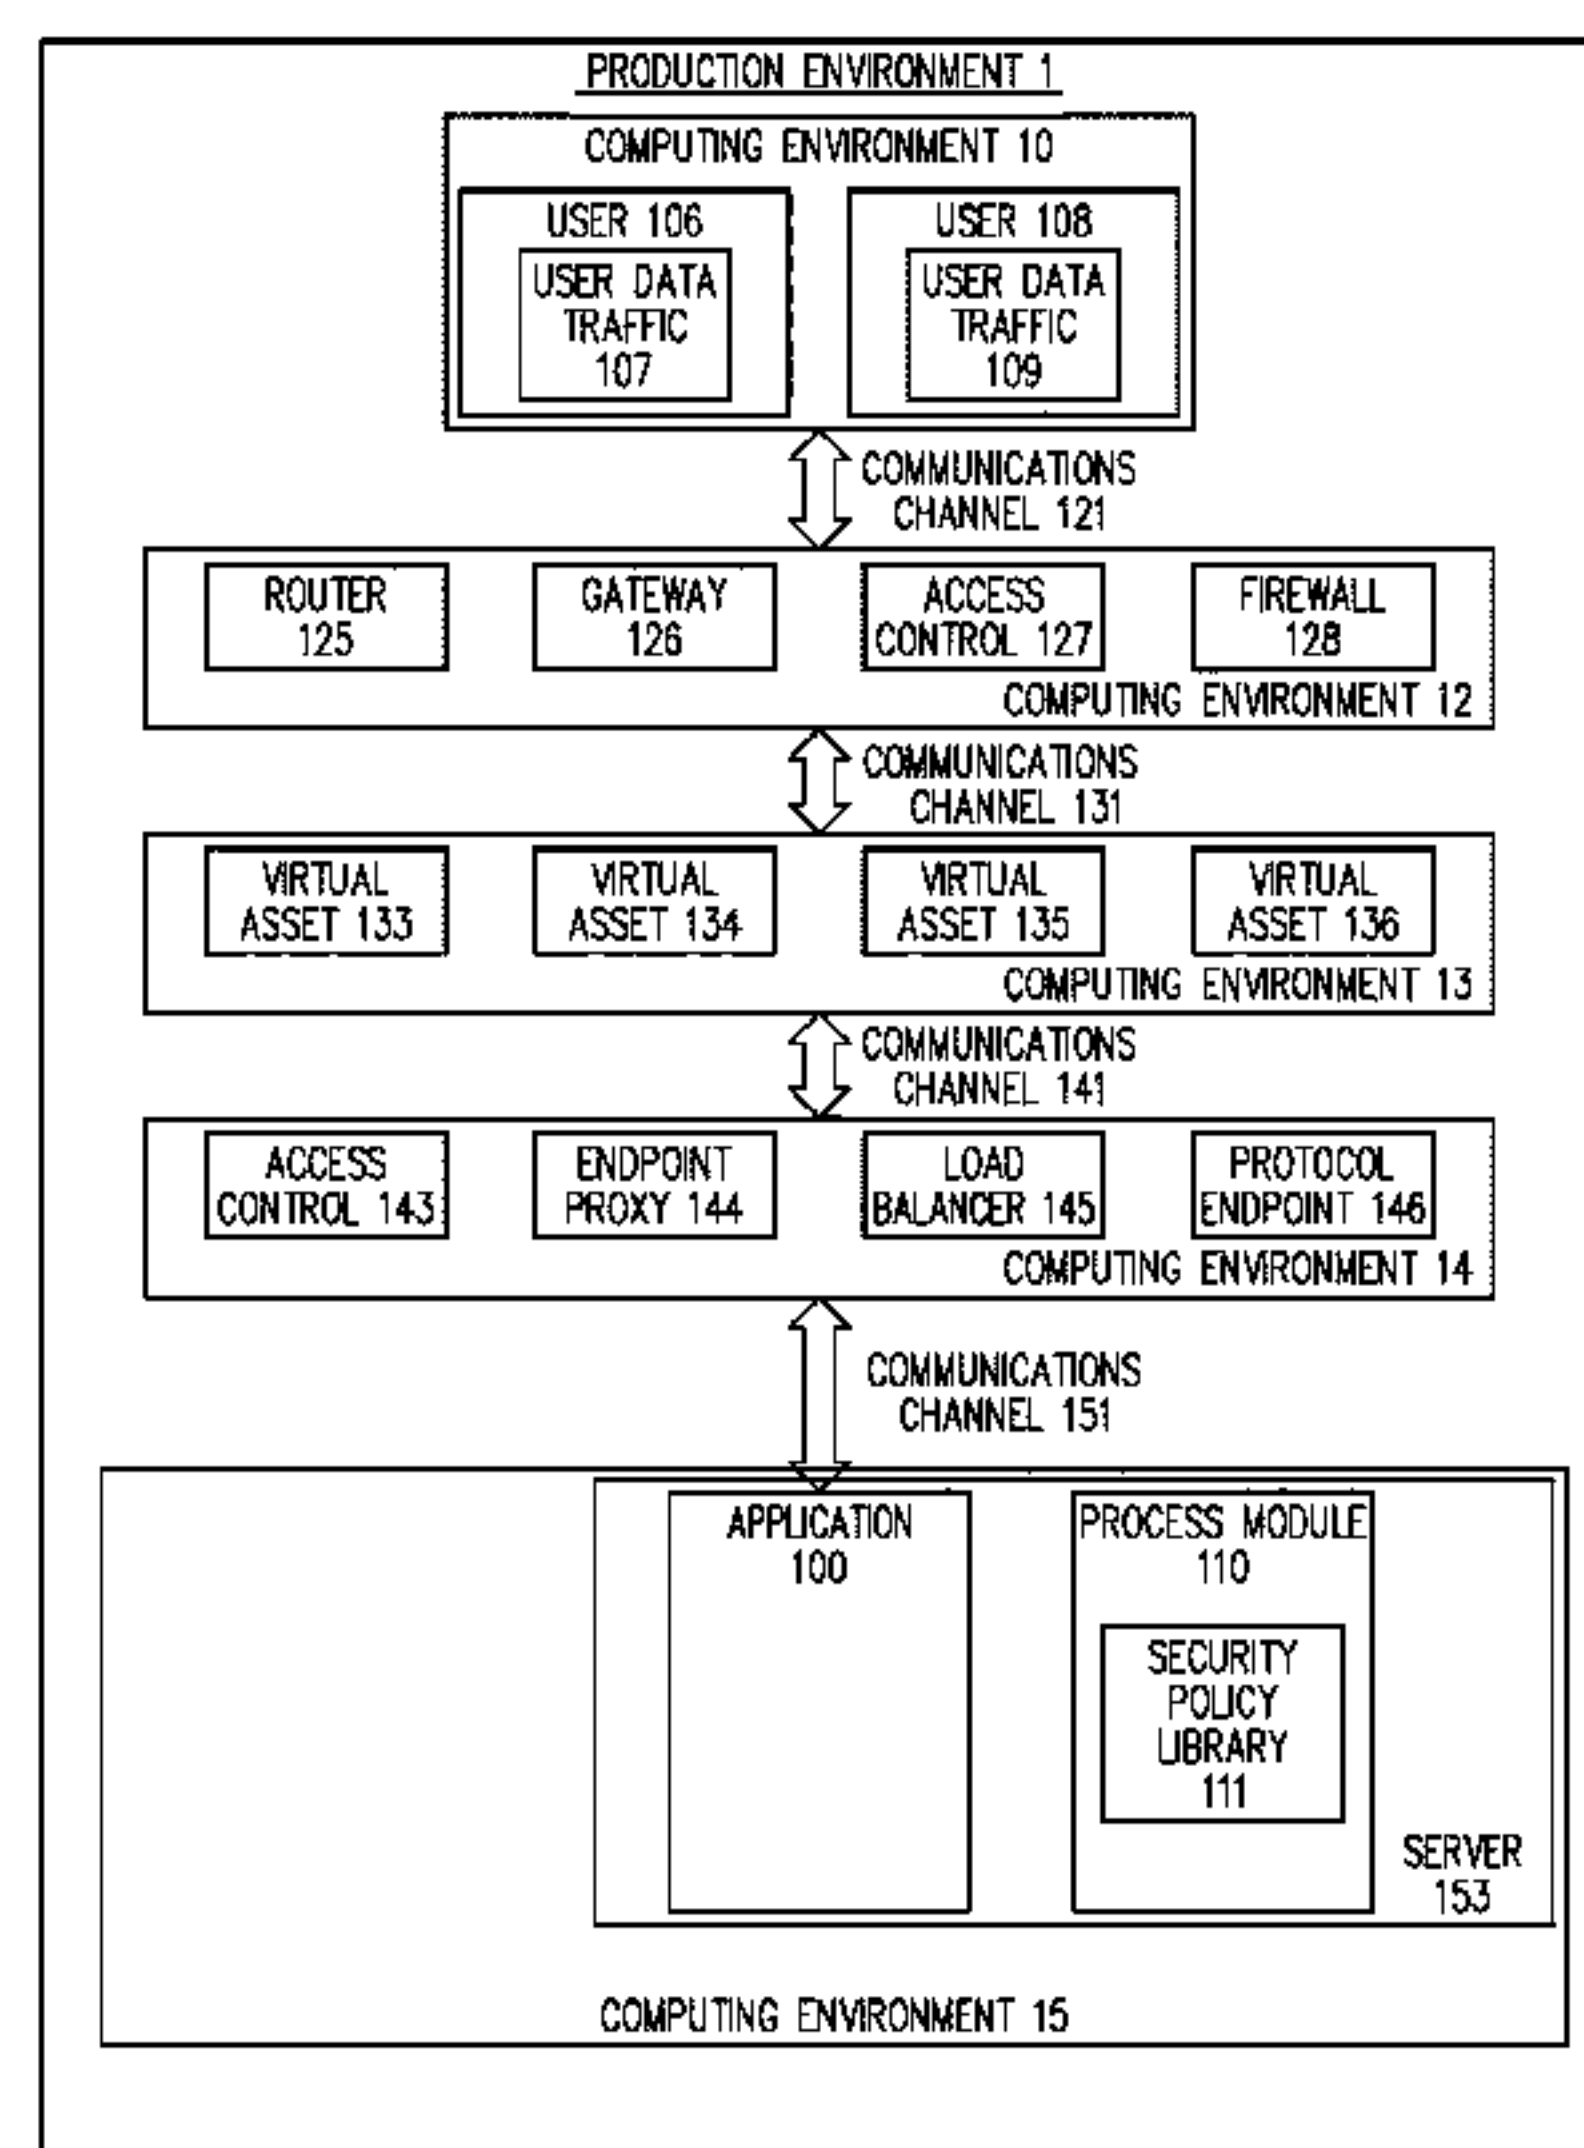 PRODUCTION ENVIRONMENT 1
COMPUTING ENVIRONMENT 10
USER 106
USER DATA
TRAFFIC
107
USER 108
USER DATA
TRAFFIC
109
COMMUNICATIONS
CHANNEL 121
ROUTER
125
GATEWAY
126
ACCESS
CONTROL 127
FIREWALL
128
COMPUTING ENVIRONMENT 12
COMMUNICATIONS
CHANNEL 131
VIRTUAL
ASSET 133
VIRTUAL
ASSET 134
VIRTUAL
ASSET 135
VIRTUAL
ASSET 136
COMPUTING ENVIRONMENT 13
COMMUNICATIONS
CHANNEL 141
ACCESS
CONTROL 143
ENDPOINT
PROXY 144
LOAD
BALANCER 145
PROTOCOL
ENDPOINT 146
COMPUTING ENVIRONMENT 14
COMMUNICATIONS
CHANNEL 151
APPLICATION
100
PROCESS MODULE
110
SECURITY
POLICY
LIBRARY
111
SERVER
153
COMPUTING ENVIRONMENT 15